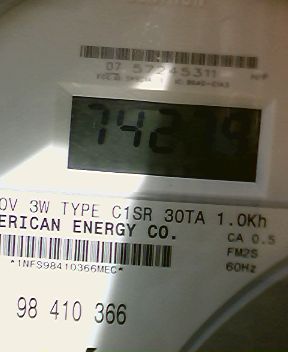 07 57245311
74279
0V 3W TYPE C1SR 30TA 1.0Kh
ERICAN ENERGY CO.
CA 0.5
FM2S
*1NFS98410366MEC*
60Hz
98 410 366